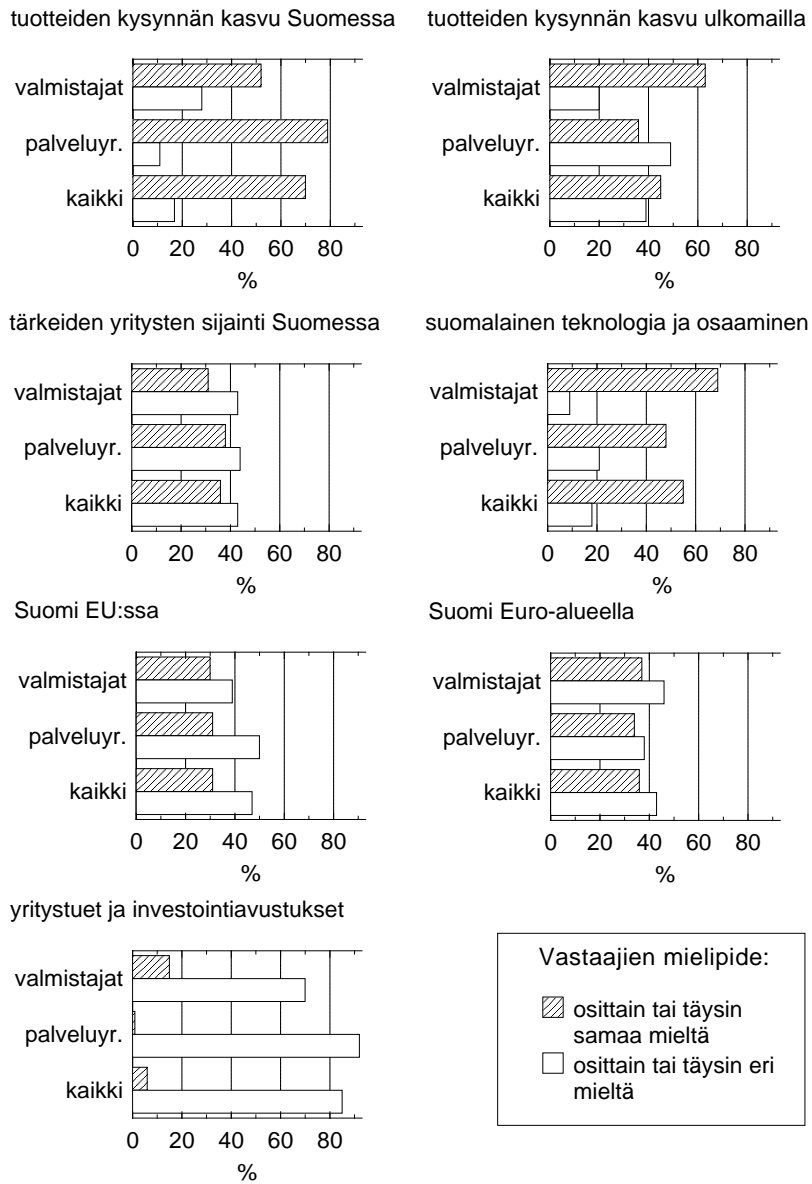 tuotteiden kysynnän kasvu Suomessa
valmistajat
palveluyr.
kaikki
0 20 40 60 80
%
tuotteiden kysynnän kasvu ulkomailla
valmistajat
palveluyr.
kaikki
0 20 40 60 80
%
tärkeiden yritysten sijainti Suomessa
valmistajat
palveluyr.
kaikki
0 20 40 60 80
%
suomalainen teknologia ja osaaminen
valmistajat
palveluyr.
kaikki
0 20 40 60 80
%
Suomi EU:ssa
valmistajat
palveluyr.
kaikki
0 20 40 60 80
%
Suomi Euro-alueella
valmistajat
palveluyr.
kaikki
0 20 40 60 80
%
yritystuet ja investointiavustukset
valmistajat
palveluyr.
kaikki
0 20 40 60 80
%
Vastaajien mielipide:
osittain tai täysin
samaa mieltä
osittain tai täysin eri
mieltä